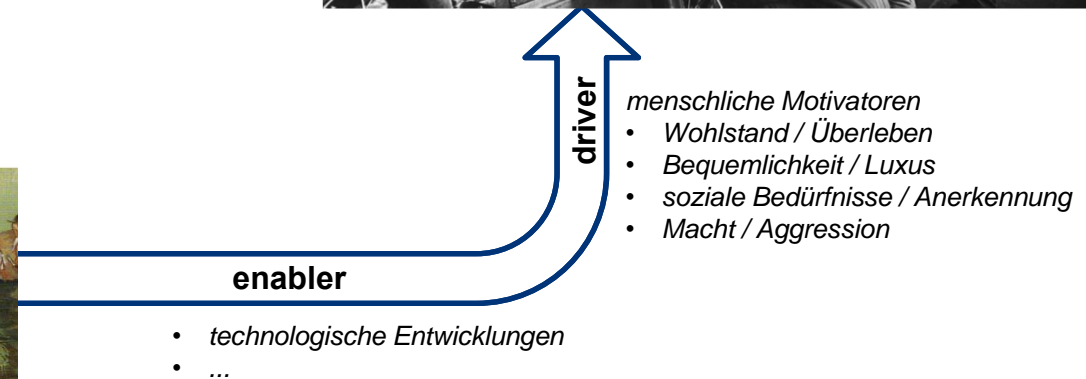 driver
menschliche Motivatoren
• Wohlstand / Überleben
• Bequemlichkeit / Luxus
• soziale Bedürfnisse / Anerkennung
• Macht / Aggression
enabler
• technologische Entwicklungen
• ...